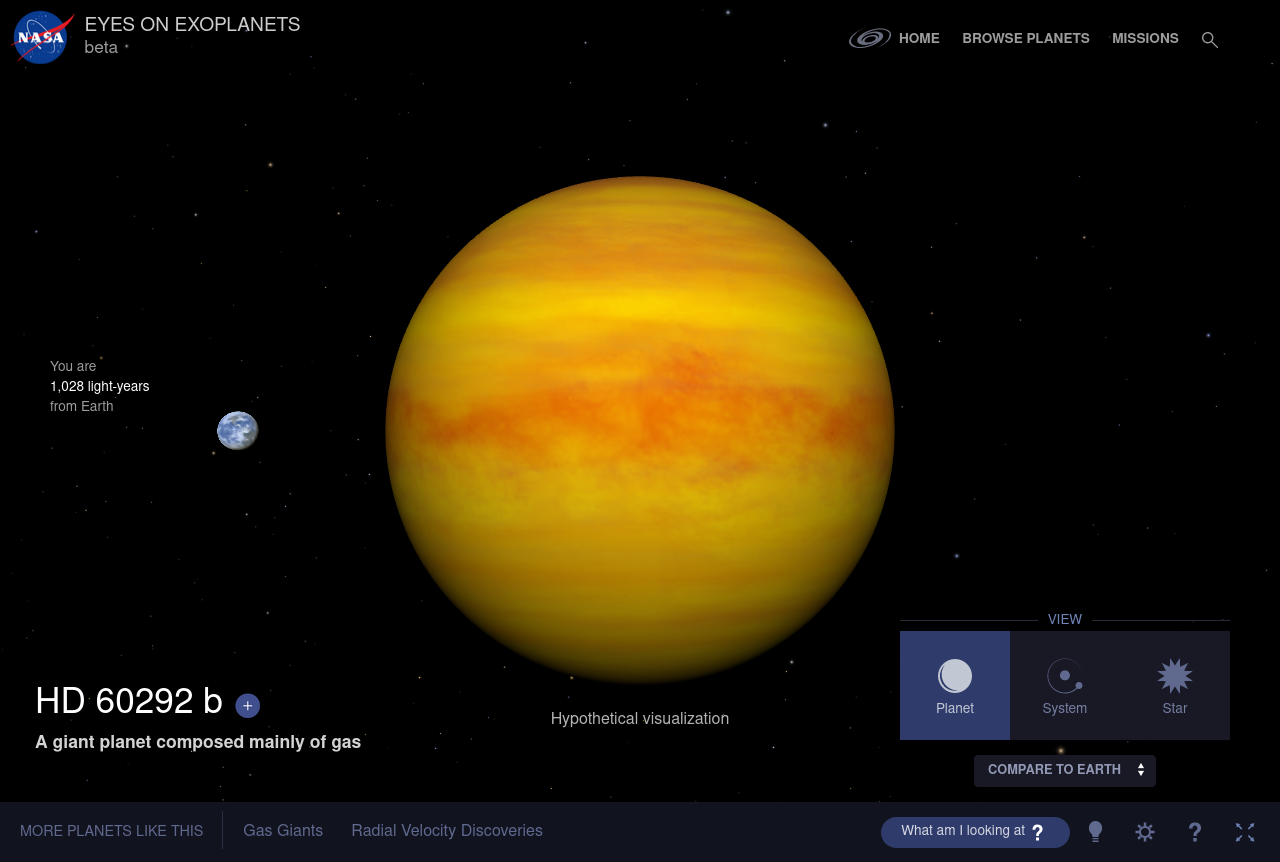 NASA
EYES ON EXOPLANETS
beta
HOME
BROWSE PLANETS
MISSIONS
You are
1,028 light-years
from Earth
HD 60292 b +
A giant planet composed mainly of gas
Hypothetical visualization
VIEW
Planet
System
Star
COMPARE TO EARTH
MORE PLANETS LIKE THIS
Gas Giants
Radial Velocity Discoveries
What am I looking at ?
?